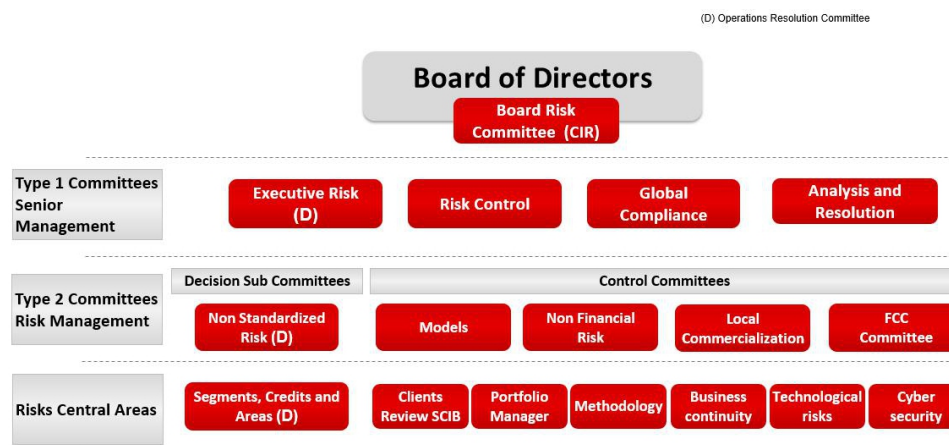 (D) Operations Resolution Committee
Board of Directors
Board Risk
Committee (CIR)
Type 1 Committees
Senior
Management
Executive Risk
(D)
Risk Control
Global
Compliance
Analysis and
Resolution
Type 2 Committees
Risk Management
Decision Sub Committees
Control Committees
Non Standardized
Risk (D)
Models
Non Financial
Risk
Local
Commercialization
FCC
Committee
Risks Central Areas
Segments, Credits and
Areas (D)
Clients
Review SCIB
Portfolio
Manager
Methodology
Business
continuity
Technological
risks
Cyber
security